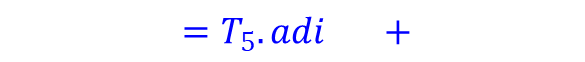 = T₅.adi +